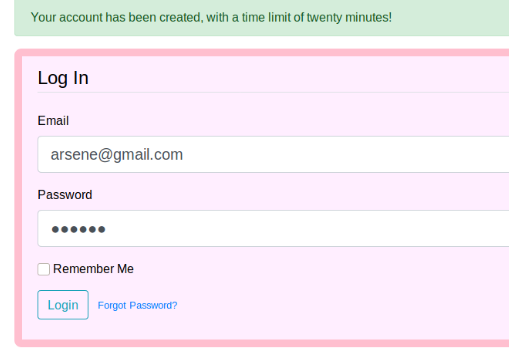 Your account has been created, with a time limit of twenty minutes!
Log In
Email
arsene@gmail.com
Password
●●●●●●
Remember Me
Login Forgot Password?